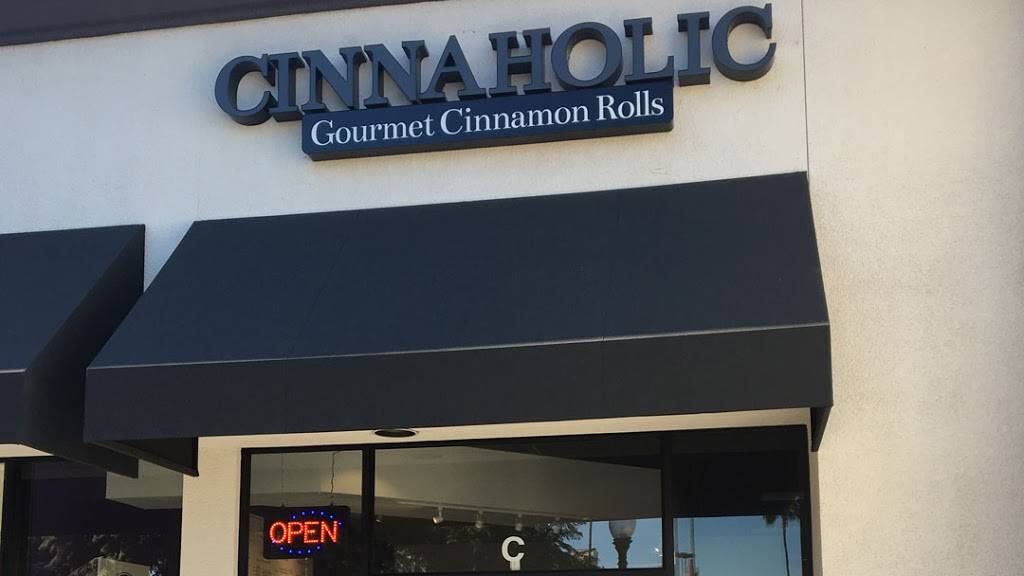 CINNAHOLIC
Gourmet Cinnamon Rolls
OPEN
C